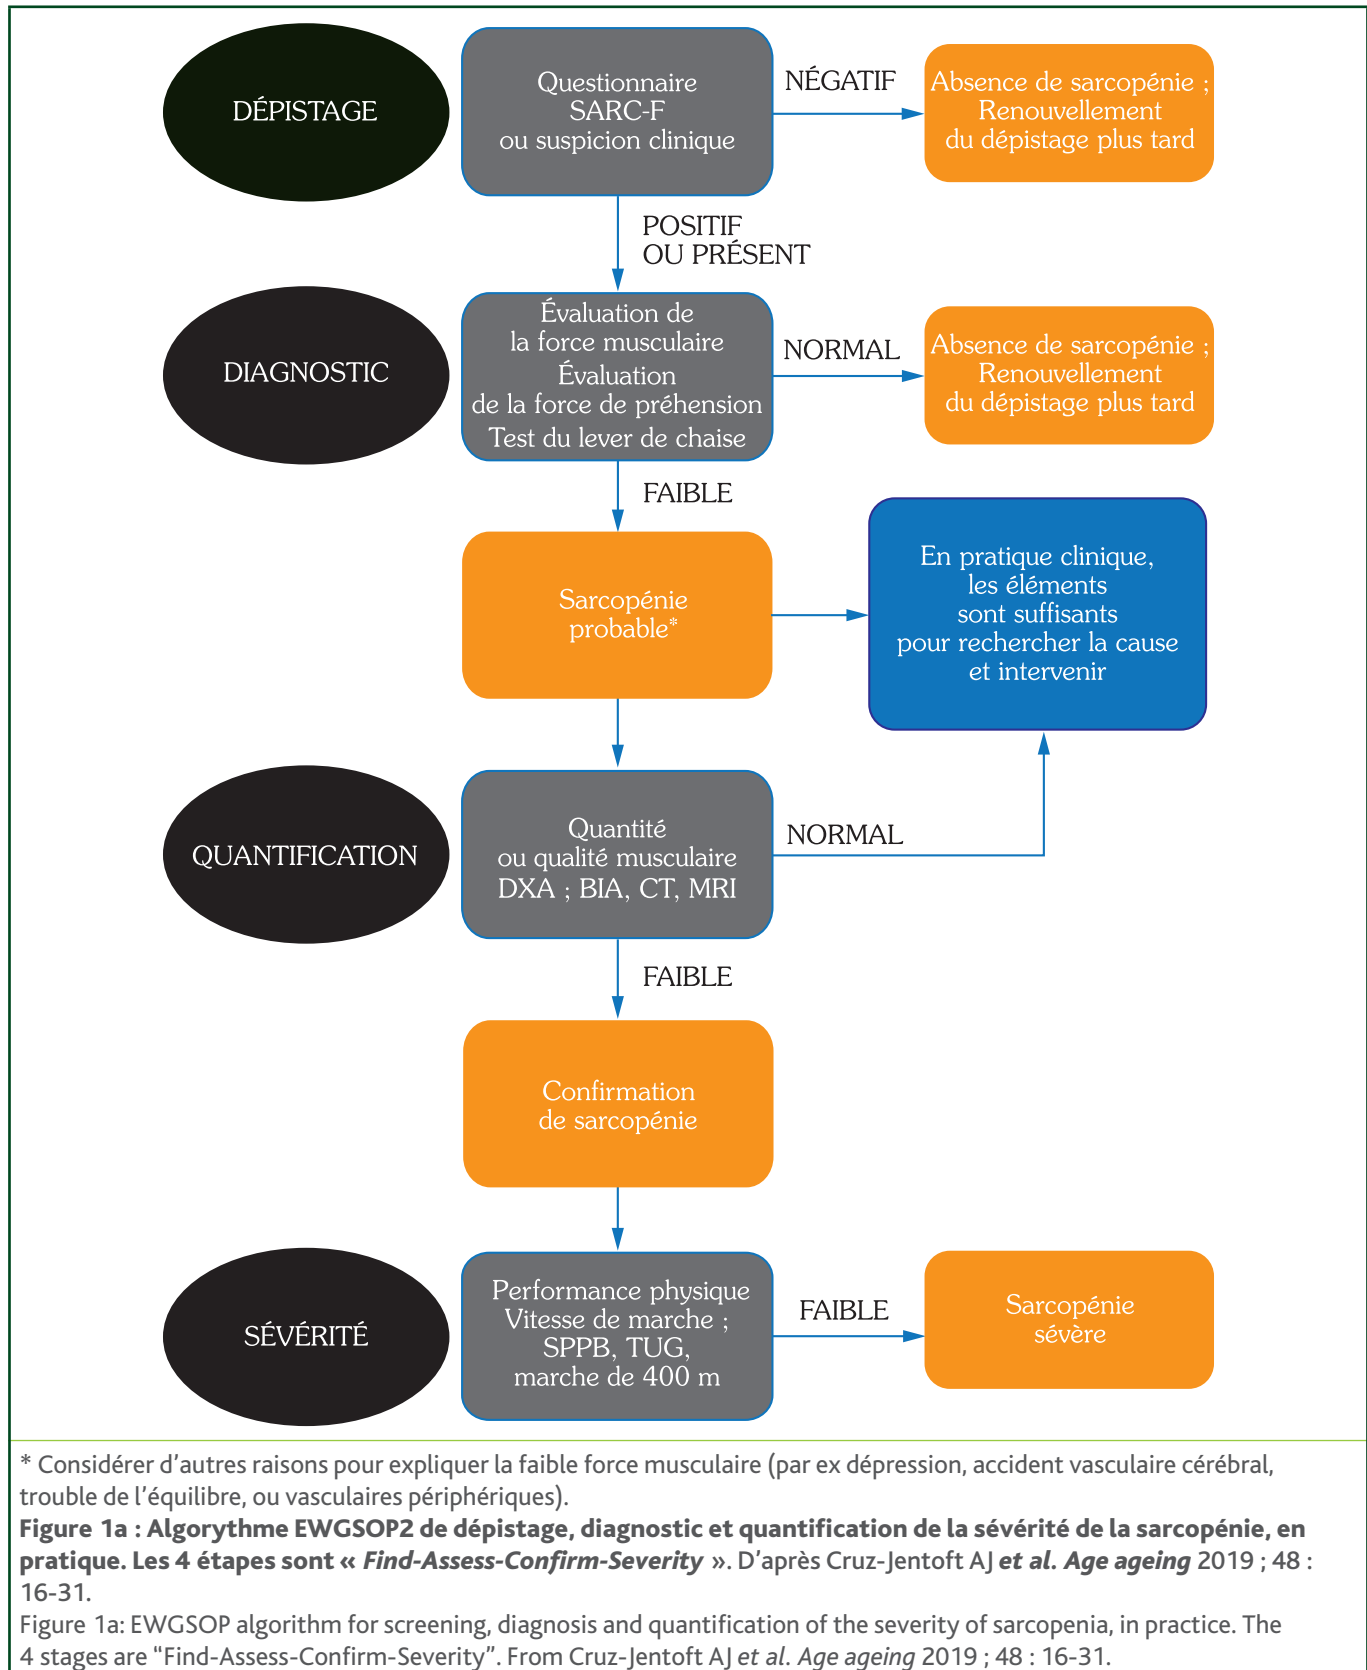 DÉPISTAGE
Questionnaire
SARC-F
ou suspicion clinique
NÉGATIF
Absence de sarcopénie ;
Renouvellement
du dépistage plus tard
POSITIF
OU PRÉSENT
DIAGNOSTIC
Évaluation de
la force musculaire
Évaluation
de la force de préhension
Test du lever de chaise
NORMAL
Absence de sarcopénie ;
Renouvellement
du dépistage plus tard
FAIBLE
Sarcopénie
probable*
En pratique clinique,
les éléments
sont suffisants
pour rechercher la cause
et intervenir
QUANTIFICATION
Quantité
ou qualité musculaire
DXA ; BIA, CT, MRI
NORMAL
FAIBLE
Confirmation
de sarcopénie
SÉVÉRITÉ
Performance physique
Vitesse de marche ;
SPPB, TUG,
marche de 400 m
FAIBLE
Sarcopénie
sévère
* Considérer d'autres raisons pour expliquer la faible force musculaire (par ex dépression, accident vasculaire cérébral,
trouble de l'équilibre, ou vasculaires périphériques).
Figure 1a : Algorythme EWGSOP2 de dépistage, diagnostic et quantification de la sévérité de la sarcopénie, en
pratique. Les 4 étapes sont « Find-Assess-Confirm-Severity ». D'après Cruz-Jentoft AJ et al. Age ageing 2019 ; 48 :
16-31.
Figure 1a: EWGSOP algorithm for screening, diagnosis and quantification of the severity of sarcopenia, in practice. The
4 stages are “Find-Assess-Confirm-Severity”. From Cruz-Jentoft AJ et al. Age ageing 2019 ; 48 : 16-31.